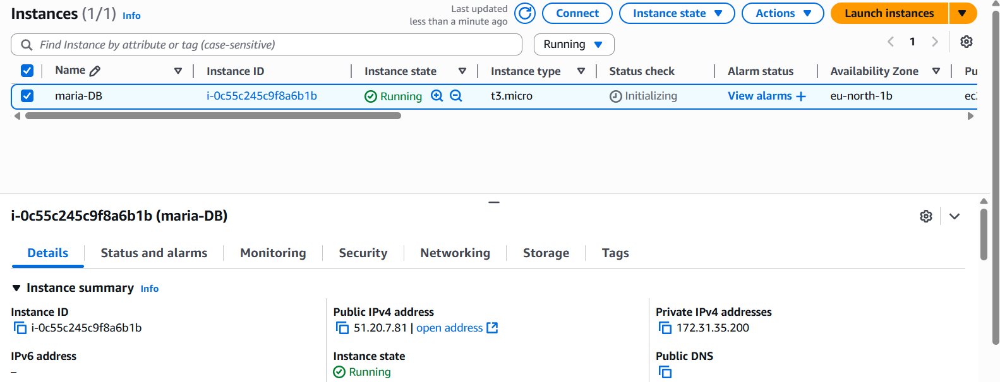 Instances (1/1) Info
Last updated
less than a minute ago
Connect
Instance state
Actions
Launch instances
Find Instance by attribute or tag (case-sensitive)
Running
1
Name Instance ID Instance state Instance type Status check Alarm status Availability Zone Pu
maria-DB i-0c55c245c9f8a6b1b Running t3.micro Initializing View alarms + eu-north-1b ec2
i-0c55c245c9f8a6b1b (maria-DB)
Details Status and alarms Monitoring Security Networking Storage Tags
Instance summary Info
Instance ID
i-0c55c245c9f8a6b1b
Public IPv4 address
51.20.7.81 | open address
Private IPv4 addresses
172.31.35.200
IPv6 address
–
Instance state
Running
Public DNS